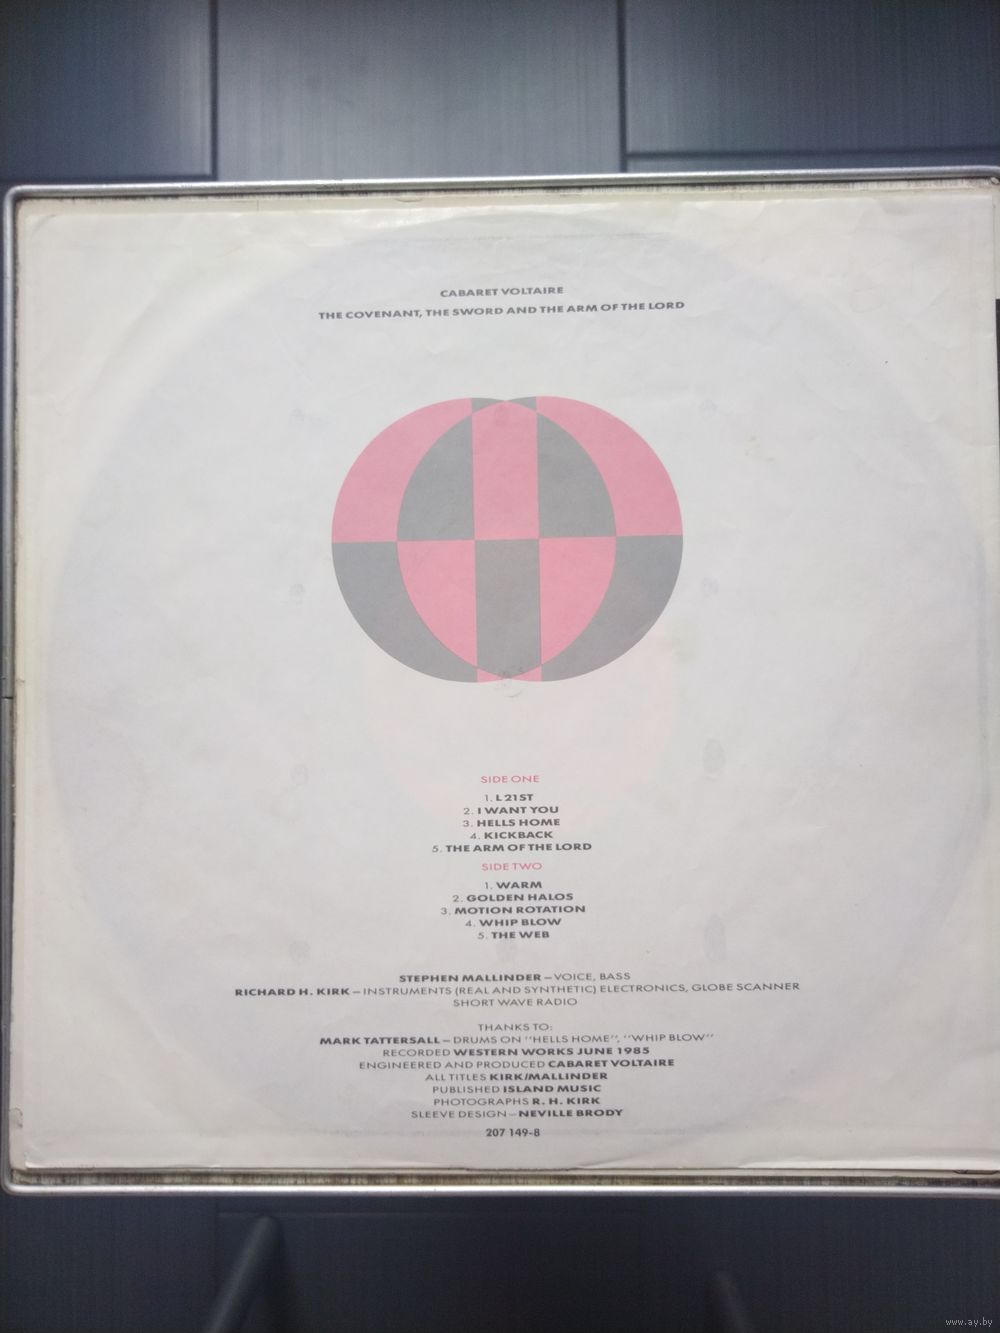 CABARET VOLTAIRE
THE COVENANT, THE SWORD AND THE ARM OF THE LORD
SIDE ONE
1. L21ST
2. I WANT YOU
3. HELLS HOME
4. KICKBACK
5. THE ARM OF THE LORD
SIDE TWO
1. WARM
2. GOLDEN HALOS
3. MOTION ROTATION
4. WHIP BLOW
5. THE WEB
STEPHEN MALLINDER – VOICE, BASS
RICHARD H. KIRK – INSTRUMENTS (REAL AND SYNTHETIC) ELECTRONICS, GLOBE SCANNER
SHORT WAVE RADIO
THANKS TO:
MARK TATTERSALL – DRUMS ON ‘‘HELLS HOME’’, ‘‘WHIP BLOW’’
RECORDED WESTERN WORKS JUNE 1985
ENGINEERED AND PRODUCED CABARET VOLTAIRE
ALL TITLES KIRK/MALLINDER
PUBLISHED ISLAND MUSIC
PHOTOGRAPHS R. H. KIRK
SLEEVE DESIGN – NEVILLE BRODY
207 149-8
www.ay.by